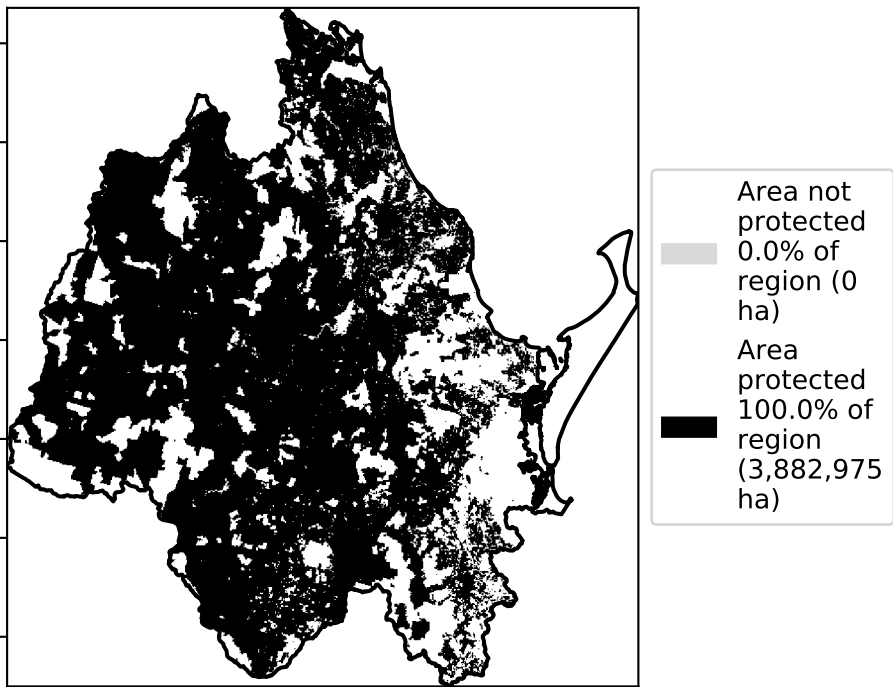 Area not
protected
0.0% of
region (0
ha)
Area
protected
100.0% of
region
(3,882,975
ha)